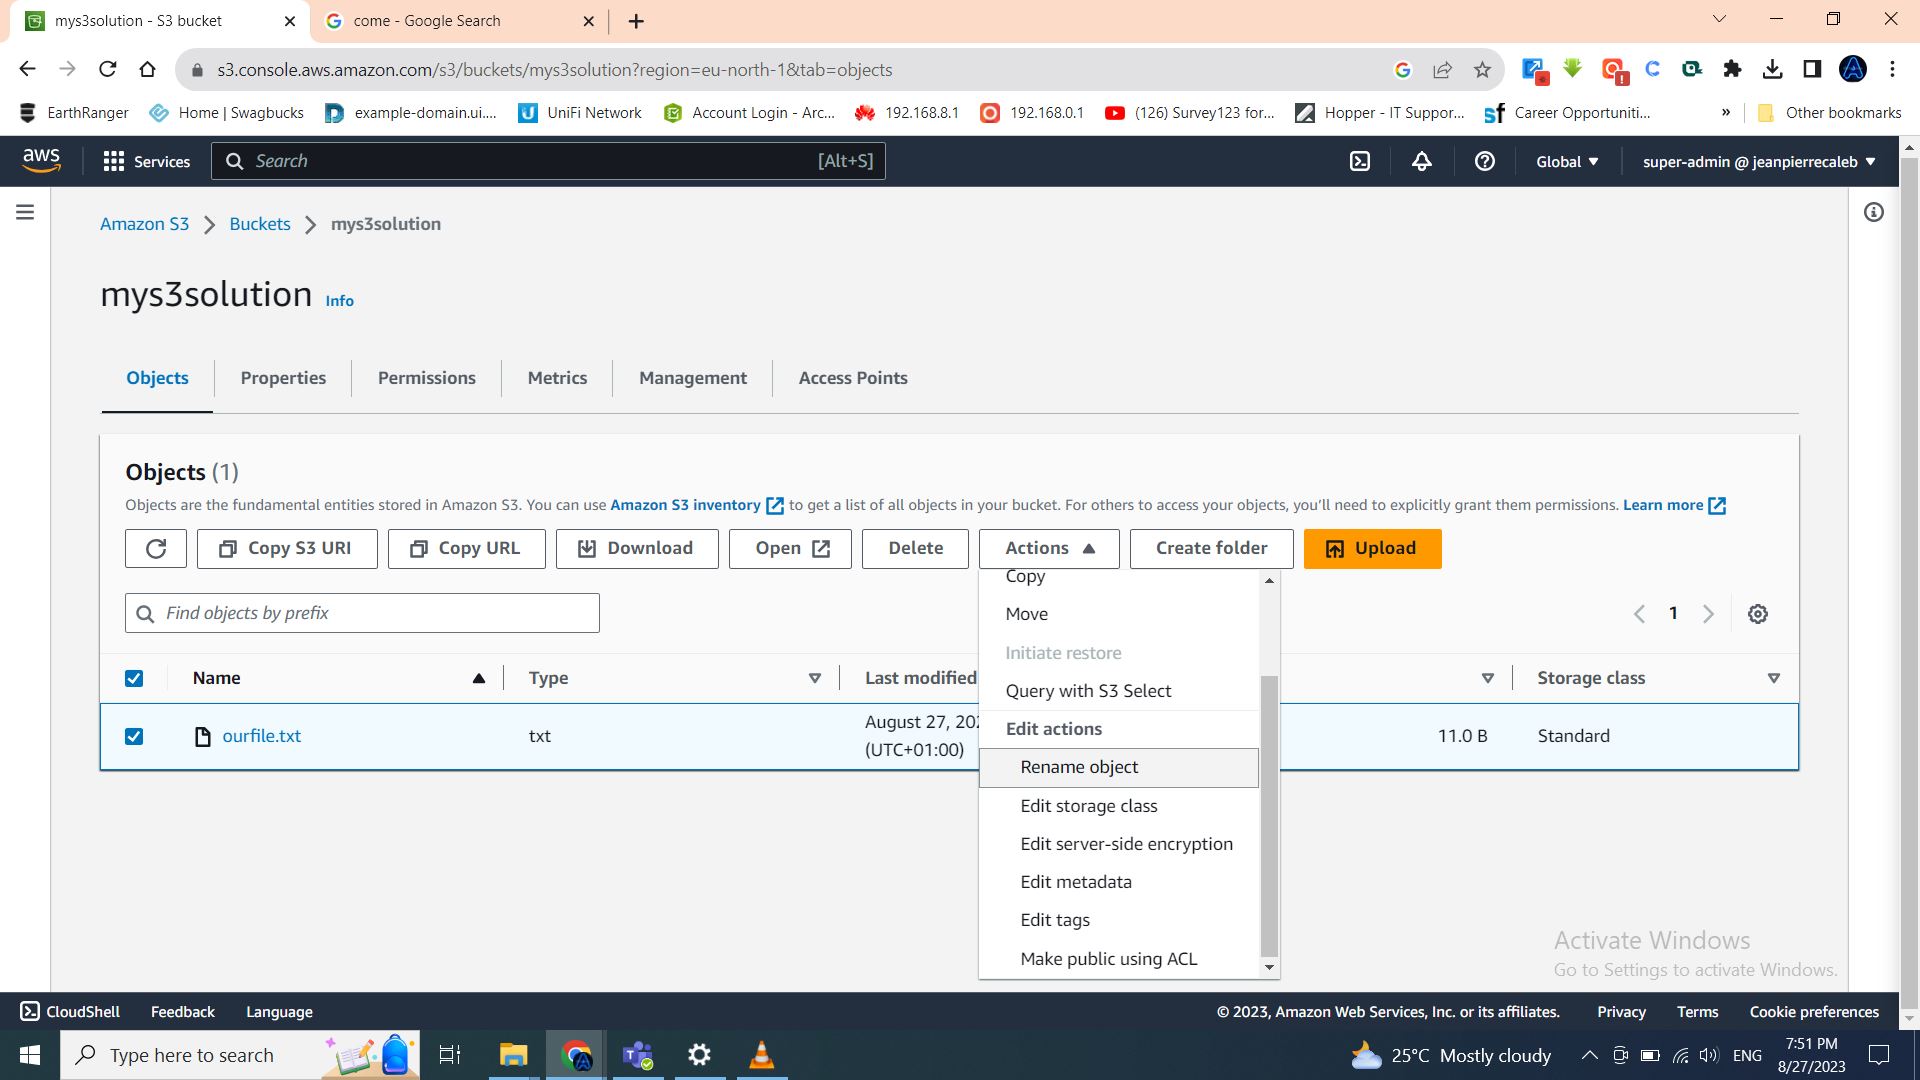 mys3solution - S3 bucket
come - Google Search
s3.console.aws.amazon.com/s3/buckets/mys3solution?region=eu-north-1&tab=objects
EarthRanger
Home | Swagbucks
example-domain.ui....
UniFi Network
Account Login - Arc...
192.168.8.1
192.168.0.1
(126) Survey123 for...
Hopper - IT Suppor...
Career Opportuniti...
»
Other bookmarks
aws
Services
Search
[Alt+S]
Global
super-admin @ jeanpierrecaleb
Amazon S3
Buckets
mys3solution
mys3solution
Info
Objects
Properties
Permissions
Metrics
Management
Access Points
Objects (1)
Objects are the fundamental entities stored in Amazon S3. You can use Amazon S3 inventory to get a list of all objects in your bucket. For others to access your objects, you'll need to explicitly grant them permissions. Learn more
Copy S3 URI
Copy URL
Download
Open
Delete
Actions
Create folder
Upload
Find objects by prefix
1
Copy
Move
Initiate restore
Query with S3 Select
Edit actions
Rename object
Edit storage class
Edit server-side encryption
Edit metadata
Edit tags
Make public using ACL
Name
Type
Last modified
Storage class
ourfile.txt
txt
August 27, 202
(UTC+01:00)
11.0 B
Standard
Activate Windows
Go to Settings to activate Windows.
CloudShell
Feedback
Language
© 2023, Amazon Web Services, Inc. or its affiliates.
Privacy
Terms
Cookie preferences
Type here to search
25°C Mostly cloudy
ENG
7:51 PM
8/27/2023